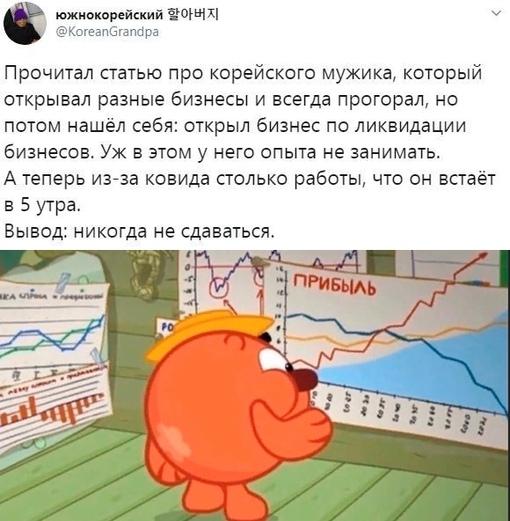 южнокорейский 할아버지
@KoreanGrandpa
Прочитал статью про корейского мужика, который
открывал разные бизнесы и всегда прогорал, но
потом нашёл себя: открыл бизнес по ликвидации
бизнесов. Уж в этом у него опыта не занимать.
А теперь из-за ковида столько работы, что он встаёт
в 5 утра.
Вывод: никогда не сдаваться.
ПРИБЫЛЬ